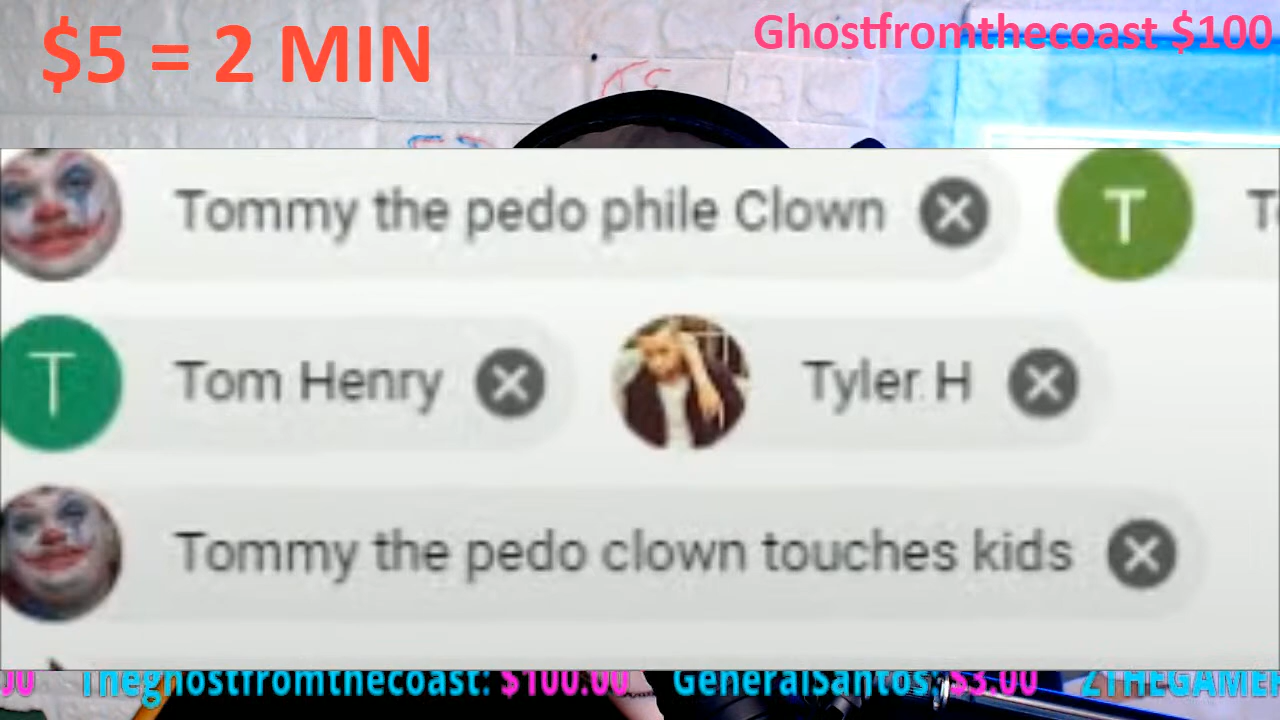 $5 = 2 MIN
Ghostfromthecoast $100
Tommy the pedo phile Clown
T
T
Tom Henry
Tyler H
Tommy the pedo clown touches kids
Theghostfromthecoast: $100.00 GeneralSantos: $3.00